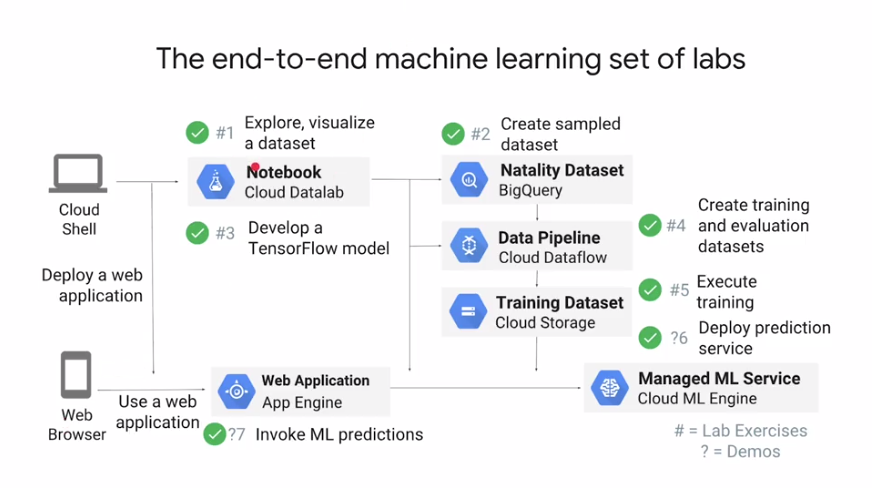 The end-to-end machine learning set of labs
#1 Explore, visualize
a dataset
#2 Create sampled
dataset
Notebook
Cloud Datalab
Natality Dataset
BigQuery
Cloud
Shell
#3 Develop a
TensorFlow model
Data Pipeline
Cloud Dataflow
#4 Create training
and evaluation
datasets
Deploy a web
application
Training Dataset
Cloud Storage
#5 Execute
training
?6 Deploy prediction
service
Web
Browser
Use a web
application
Web Application
App Engine
Managed ML Service
Cloud ML Engine
?7 Invoke ML predictions
# = Lab Exercises
? = Demos